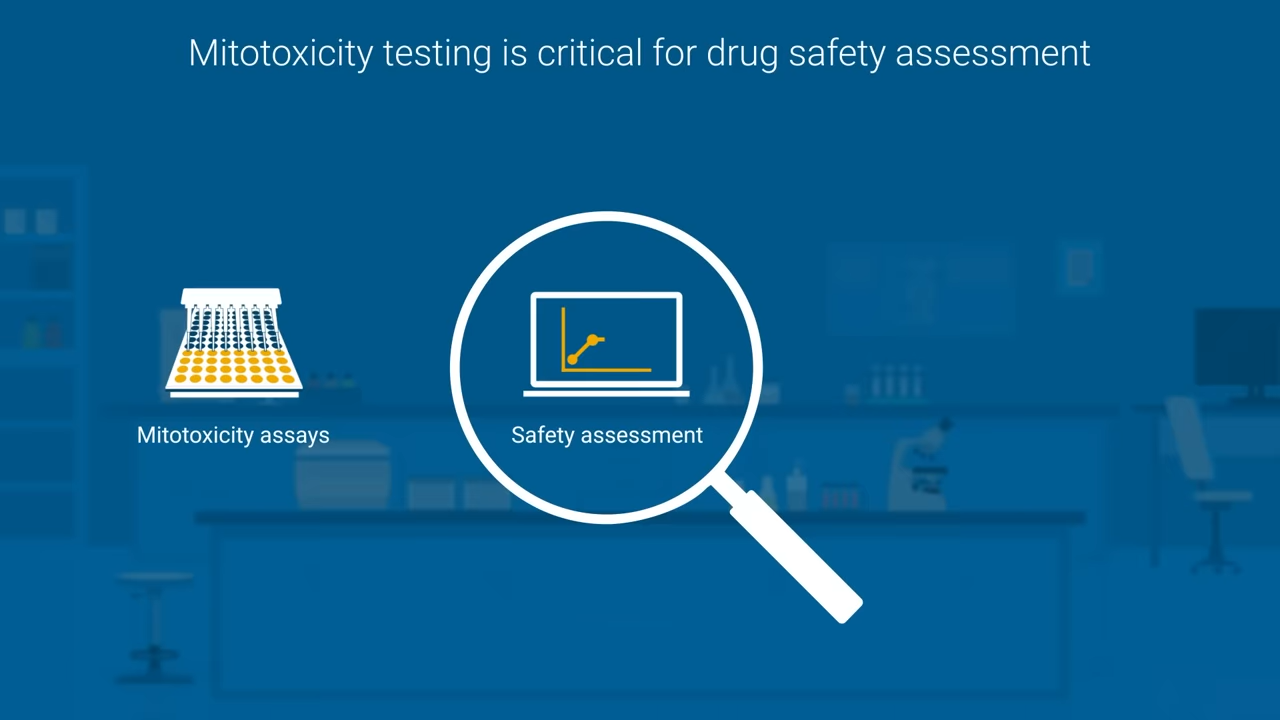 Mitotoxicity testing is critical for drug safety assessment
Mitotoxicity assays
Safety assessment